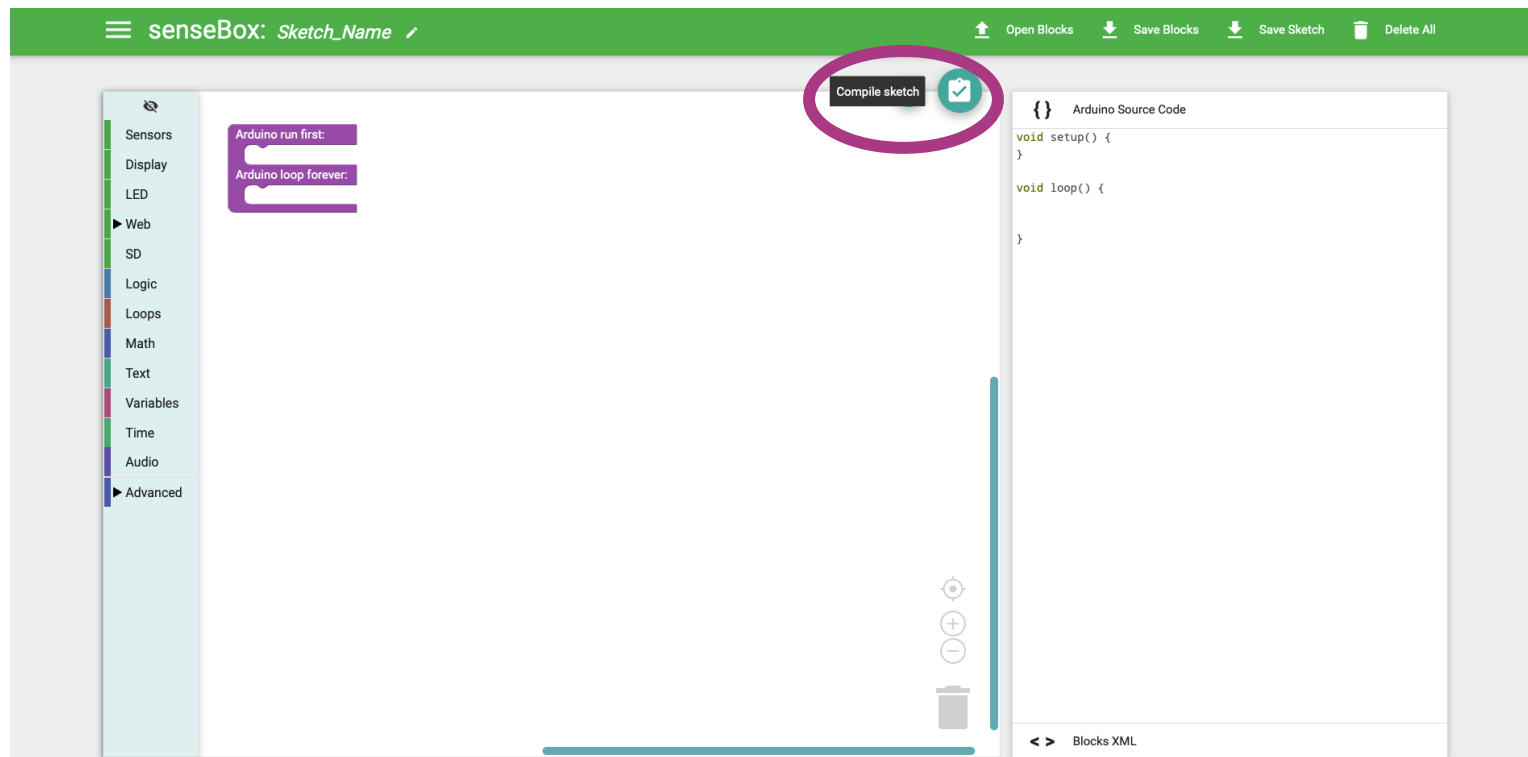 senseBox: Sketch_Name
Open Blocks
Save Blocks
Save Sketch
Delete All
Compile sketch
Sensors
Display
LED
Web
SD
Logic
Loops
Math
Text
Variables
Time
Audio
Advanced
Arduino run first:
Arduino loop forever:
{ } Arduino Source Code
void setup() {
}
void loop() {
}
< > Blocks XML